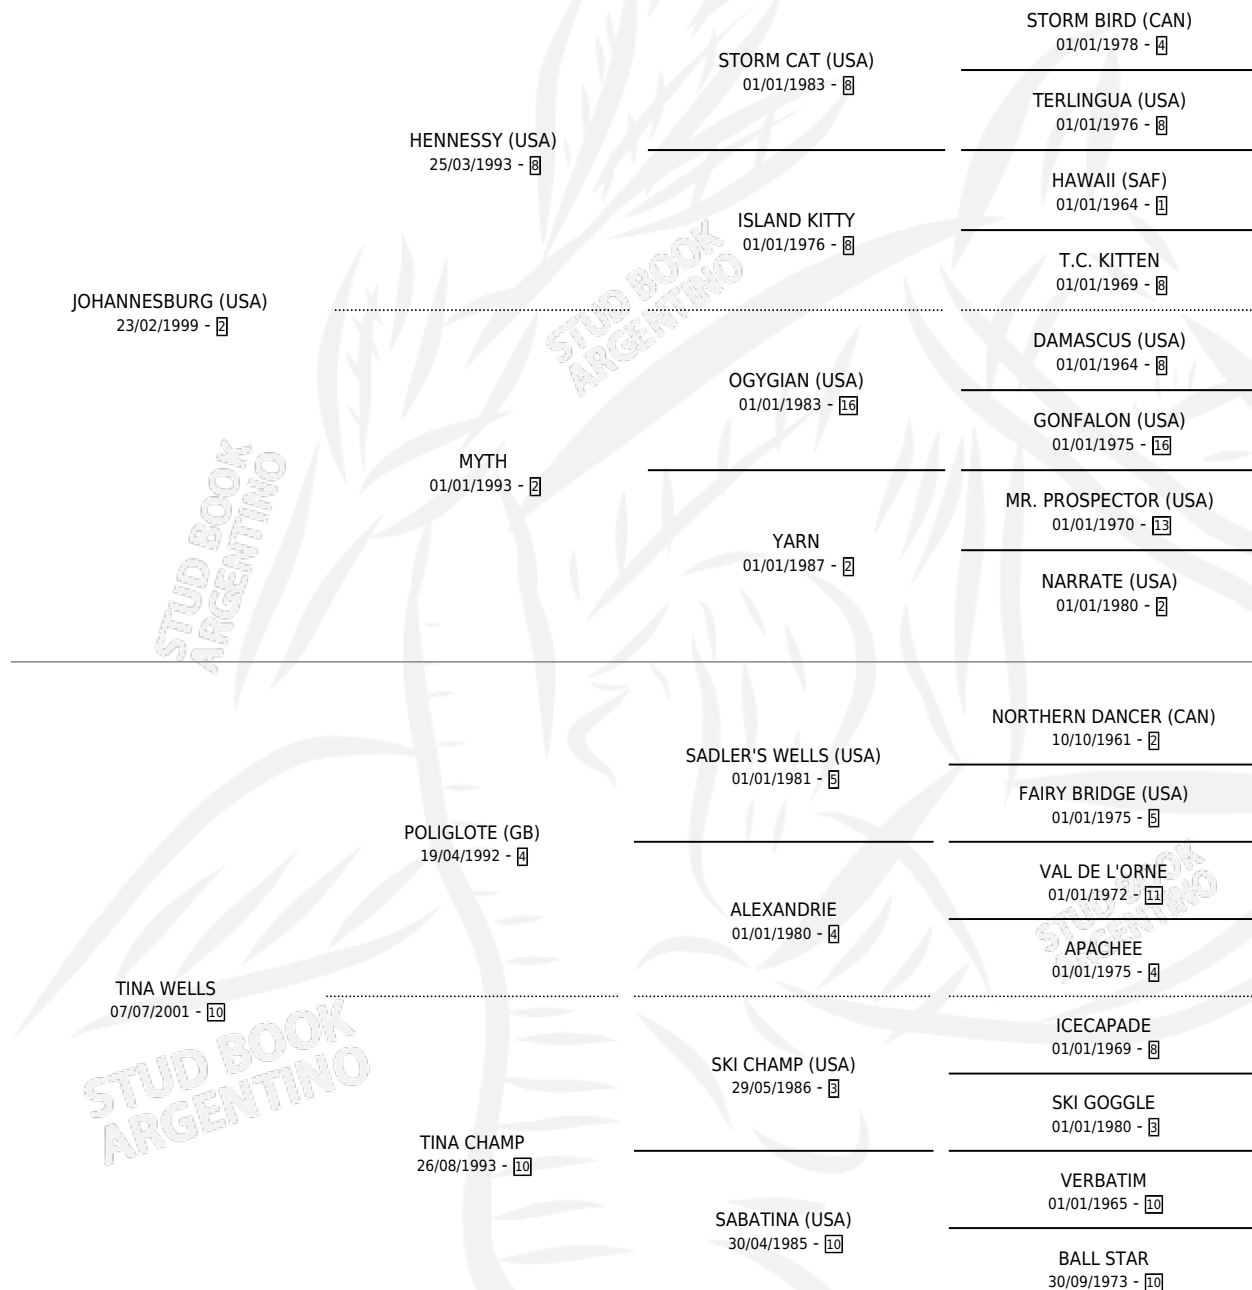 STORM BIRD (CAN)
01/01/1978 - 4
STORM CAT (USA)
01/01/1983 - 8
TERLINGUA (USA)
01/01/1976 - 8
HENNESSY (USA)
25/03/1993 - 8
HAWAII (SAF)
01/01/1964 - 1
ISLAND KITTY
01/01/1976 - 8
T.C. KITTEN
01/01/1969 - 8
JOHANNESBURG (USA)
23/02/1999 - 2
DAMASCUS (USA)
01/01/1964 - 8
OGYGIAN (USA)
01/01/1983 - 16
GONFALON (USA)
01/01/1975 - 16
MYTH
01/01/1993 - 2
MR. PROSPECTOR (USA)
01/01/1970 - 13
YARN
01/01/1987 - 2
NARRATE (USA)
01/01/1980 - 2
NORTHERN DANCER (CAN)
10/10/1961 - 2
SADLER'S WELLS (USA)
01/01/1981 - 5
FAIRY BRIDGE (USA)
01/01/1975 - 5
POLIGLOTE (GB)
19/04/1992 - 4
VAL DE L'ORNE
01/01/1972 - 11
ALEXANDRIE
01/01/1980 - 4
APACHEE
01/01/1975 - 4
TINA WELLS
07/07/2001 - 10
ICECAPADE
01/01/1969 - 8
SKI CHAMP (USA)
29/05/1986 - 3
SKI GOGGLE
01/01/1980 - 3
TINA CHAMP
26/08/1993 - 10
VERBATIM
01/01/1965 - 10
SABATINA (USA)
30/04/1985 - 10
BALL STAR
30/09/1973 - 10
STUD BOOK
ARGENTINO
STUD BOOK
ARGENTINO
STUD BOOK
ARGENTINO
STUD BOOK
ARGENTINO